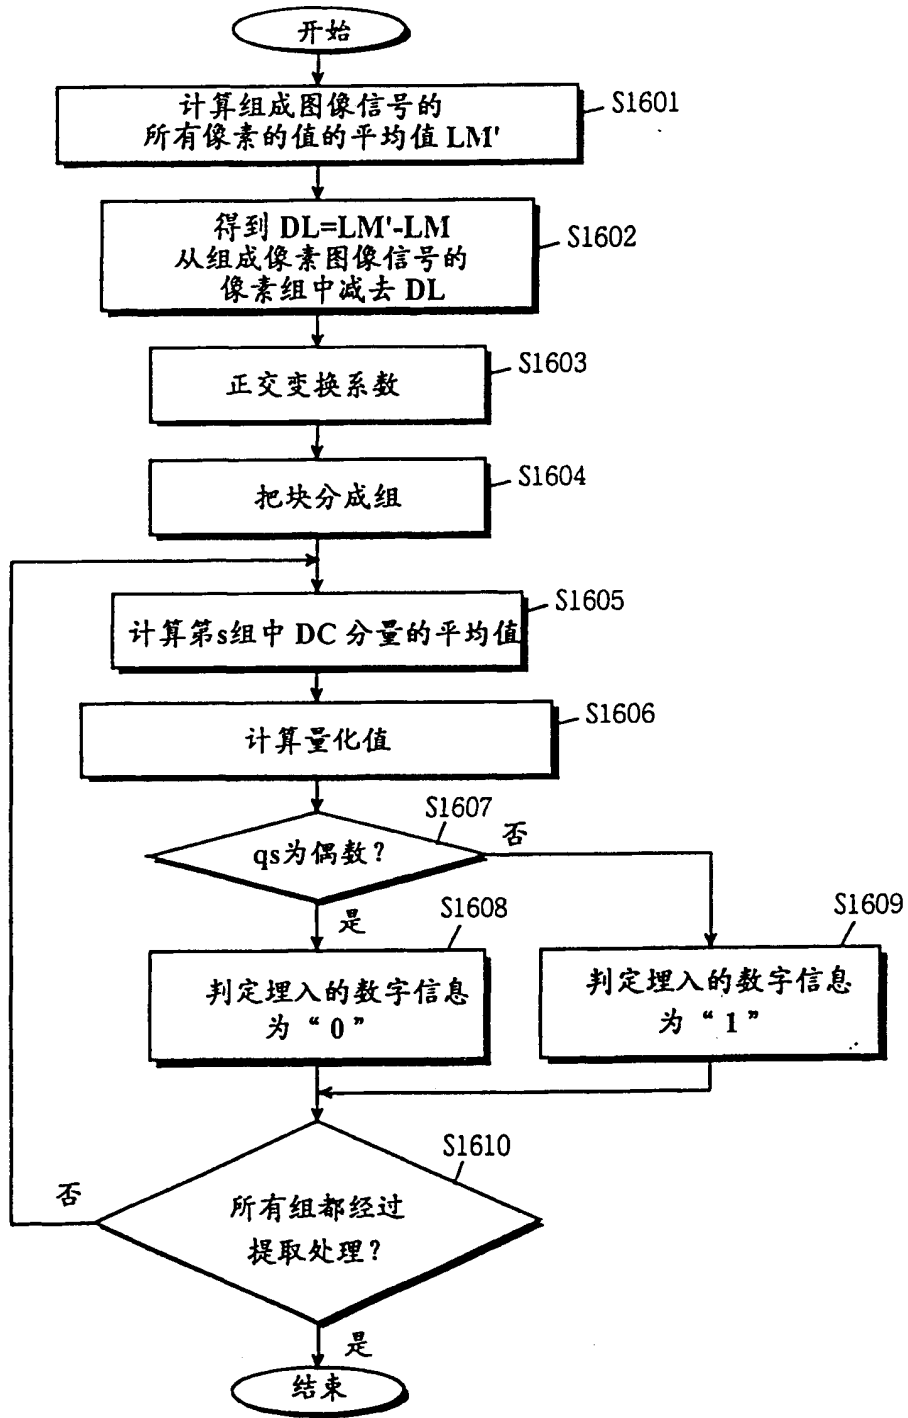 开始
计算组成图像信号的
所有像素的值的平均值 LM'
S1601
得到 DL=LM'-LM
从组成像素图像信号的
像素组中减去 DL
S1602
正交变换系数
S1603
把块分成组
S1604
计算第s组中 DC 分量的平均值
S1605
计算量化值
S1606
qs为偶数?
S1607
否
是
S1608
判定埋入的数字信息
为“0”
S1609
判定埋入的数字信息
为“1”
S1610
所有组都经过
提取处理?
否
是
结束